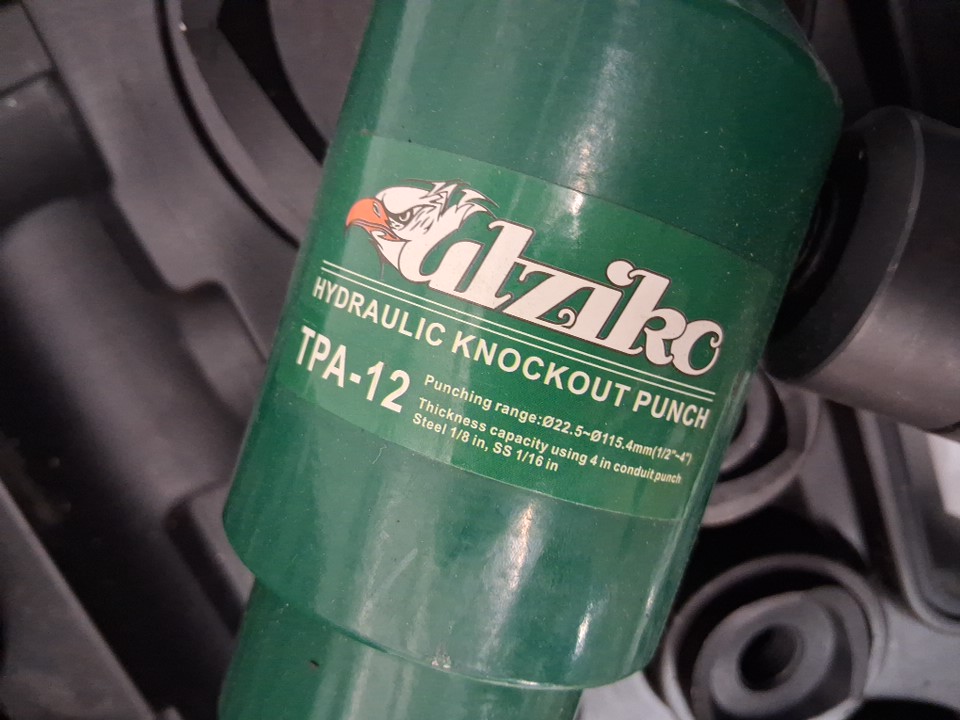 ulziko
HYDRAULIC KNOCKOUT PUNCH
TPA-12
Punching range:Ø22.5~Ø115.4mm(1/2"~4")
Thickness capacity using 4 in conduit punch
Steel 1/8 in, SS 1/16 in